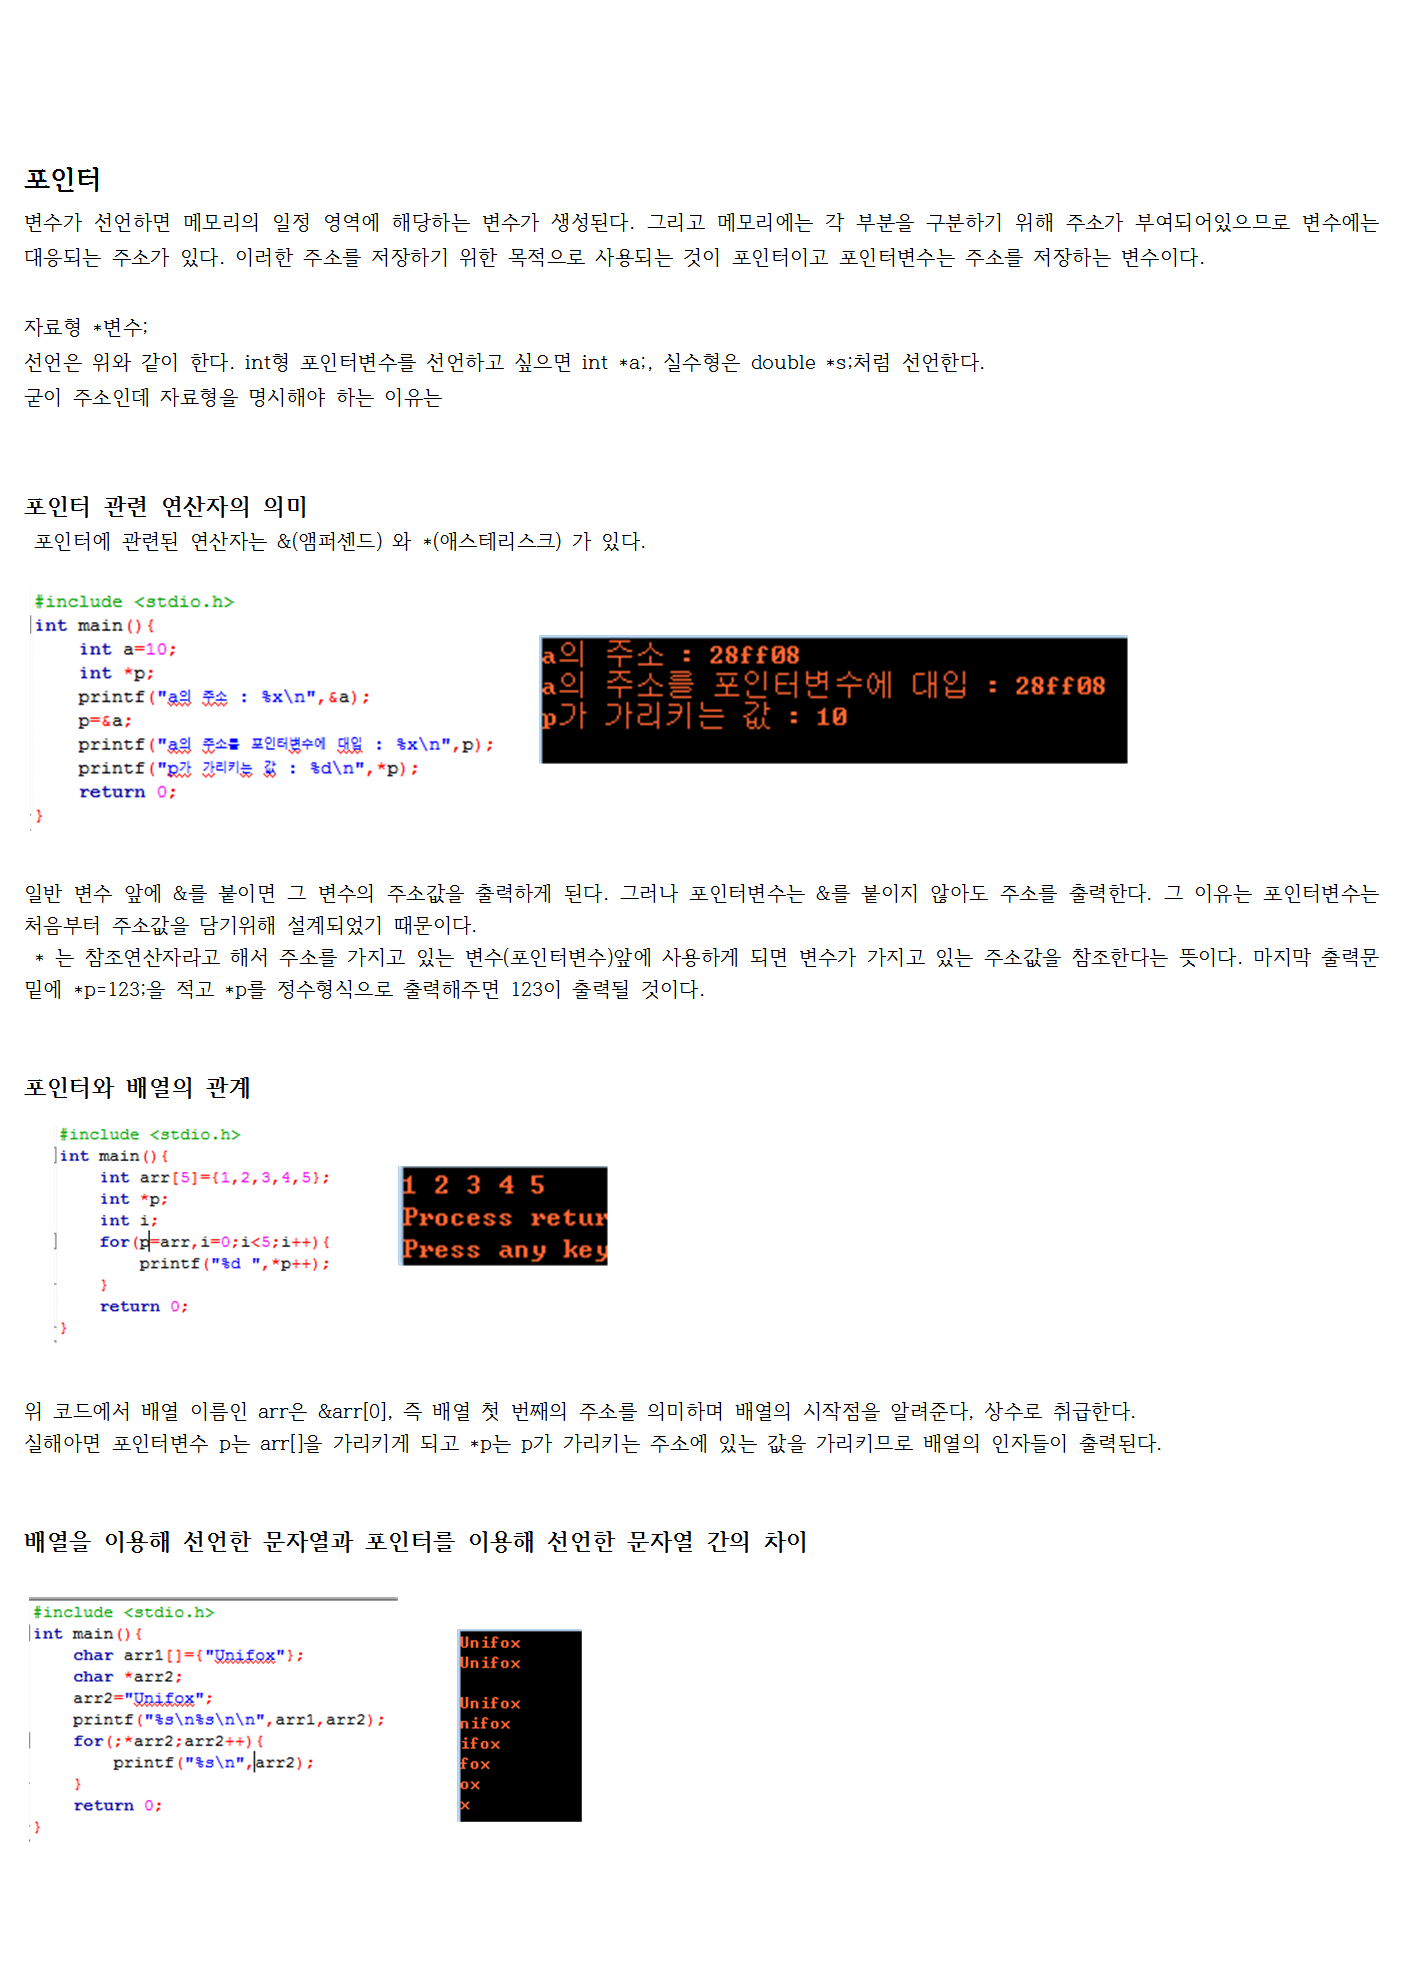 포인터
변수가 선언하면 메모리의 일정 영역에 해당하는 변수가 생성된다. 그리고 메모리에는 각 부분을 구분하기 위해 주소가 부여되어있으므로 변수에는
대응되는 주소가 있다. 이러한 주소를 저장하기 위한 목적으로 사용되는 것이 포인터이고 포인터변수는 주소를 저장하는 변수이다.
자료형 *변수;
선언은 위와 같이 한다. int형 포인터변수를 선언하고 싶으면 int *a;, 실수형은 double *s;처럼 선언한다.
굳이 주소인데 자료형을 명시해야 하는 이유는
포인터 관련 연산자의 의미
포인터에 관련된 연산자는 &(앰퍼센드) 와 *(애스테리스크) 가 있다.
#include <stdio.h>
int main(){
    int a=10;
    int *p;
    printf("a의 주소 : %x\n",&a);
    p=&a;
    printf("a의 주소를 포인터변수에 대입 : %x\n",p);
    printf("p가 가리키는 값 : %d\n",*p);
    return 0;
}
a의 주소 : 28ff08
a의 주소를 포인터변수에 대입 : 28ff08
p가 가리키는 값 : 10
일반 변수 앞에 &를 붙이면 그 변수의 주소값을 출력하게 된다. 그러나 포인터변수는 &를 붙이지 않아도 주소를 출력한다. 그 이유는 포인터변수는
처음부터 주소값을 담기위해 설계되었기 때문이다.
* 는 참조연산자라고 해서 주소를 가지고 있는 변수(포인터변수)앞에 사용하게 되면 변수가 가지고 있는 주소값을 참조한다는 뜻이다. 마지막 출력문
밑에 *p=123;을 적고 *p를 정수형식으로 출력해주면 123이 출력될 것이다.
포인터와 배열의 관계
#include <stdio.h>
int main(){
    int arr[5]={1,2,3,4,5};
    int *p;
    int i;
    for(p=arr,i=0;i<5;i++){
        printf("%d ",*p++);
    }
    return 0;
}
1 2 3 4 5
Process retur
Press any key
위 코드에서 배열 이름인 arr은 &arr[0], 즉 배열 첫 번째의 주소를 의미하며 배열의 시작점을 알려준다, 상수로 취급한다.
실해아면 포인터변수 p는 arr[]을 가리키게 되고 *p는 p가 가리키는 주소에 있는 값을 가리키므로 배열의 인자들이 출력된다.
배열을 이용해 선언한 문자열과 포인터를 이용해 선언한 문자열 간의 차이
#include <stdio.h>
int main(){
    char arr1[]={"Unifox"};
    char *arr2;
    arr2="Unifox";
    printf("%s\n%s\n\n",arr1,arr2);
    for(;*arr2;arr2++){
        printf("%s\n",arr2);
    }
    return 0;
}
Unifox
Unifox
Unifox
nifox
ifox
fox
ox
x